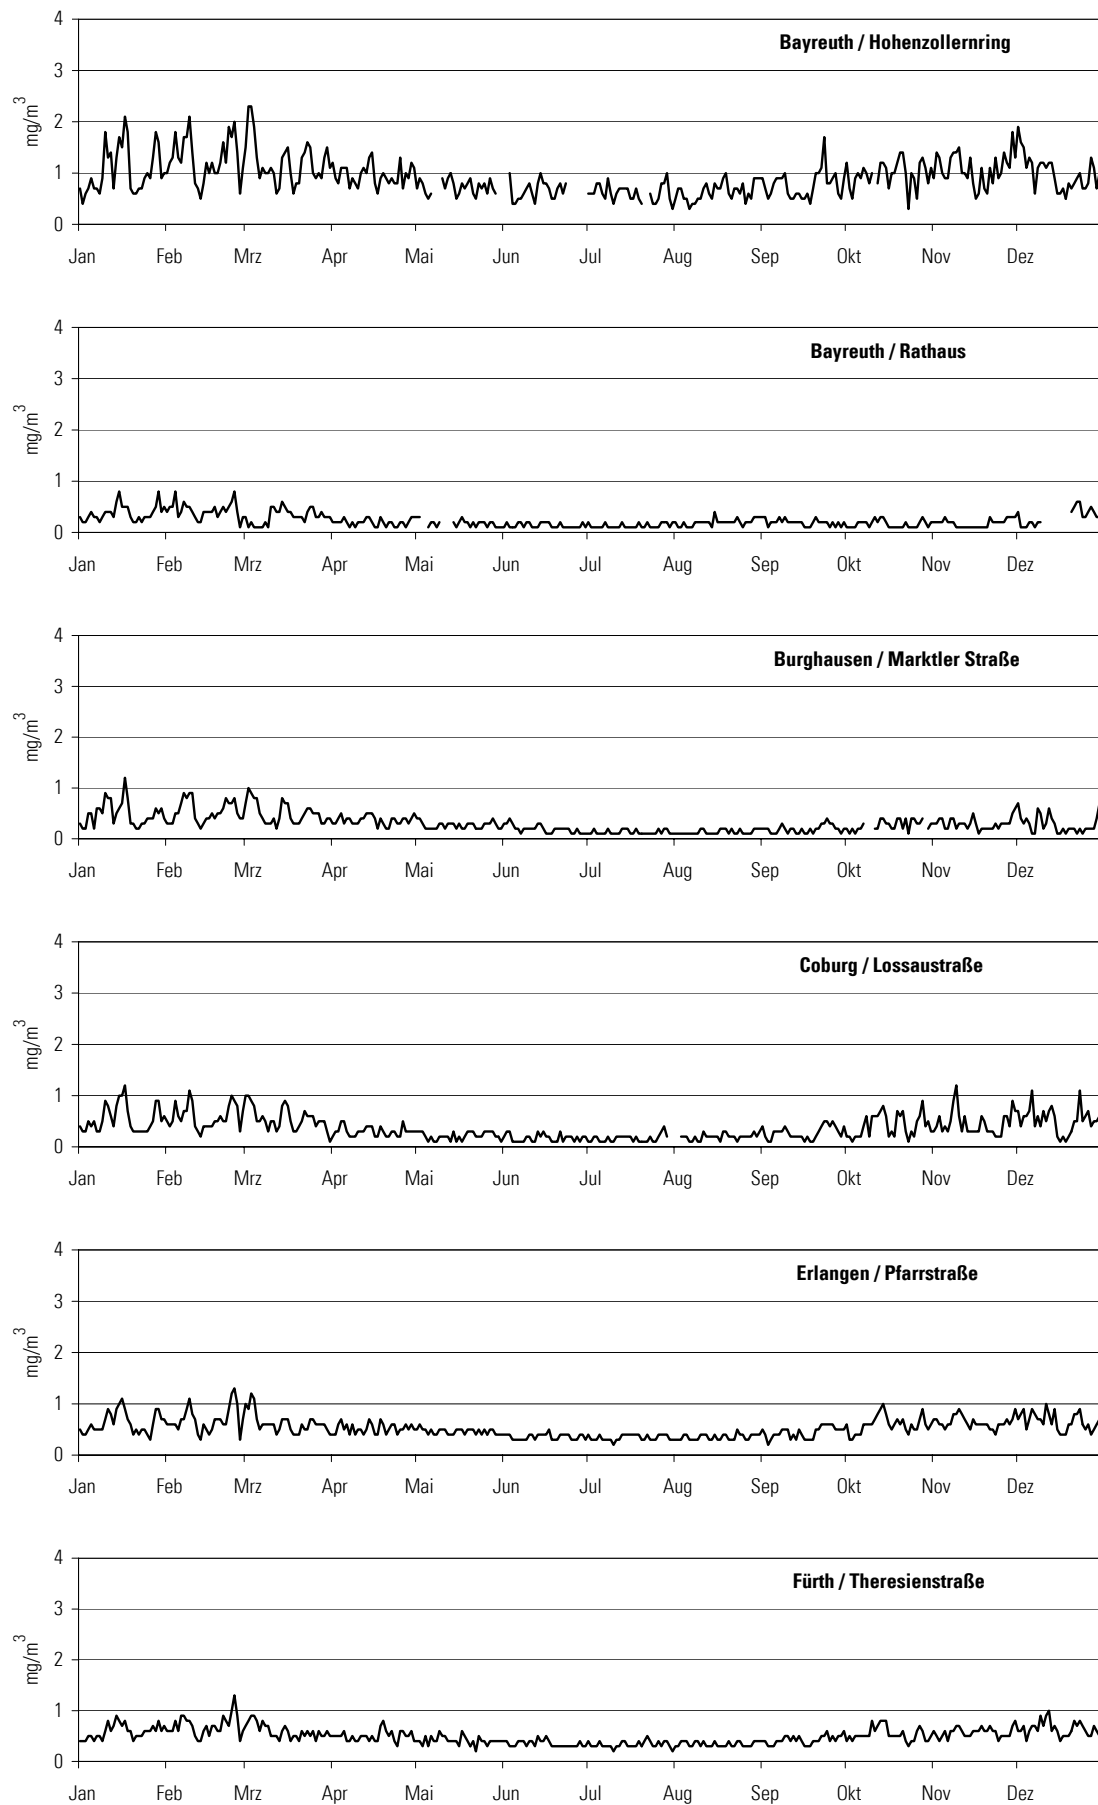 Bayreuth / Hohenzollernring
mg/m³
4
3
2
1
0
Jan Feb Mrz Apr Mai Jun Jul Aug Sep Okt Nov Dez
Bayreuth / Rathaus
mg/m³
4
3
2
1
0
Jan Feb Mrz Apr Mai Jun Jul Aug Sep Okt Nov Dez
Burghausen / Marktler Straße
mg/m³
4
3
2
1
0
Jan Feb Mrz Apr Mai Jun Jul Aug Sep Okt Nov Dez
Coburg / Lossaustraße
mg/m³
4
3
2
1
0
Jan Feb Mrz Apr Mai Jun Jul Aug Sep Okt Nov Dez
Erlangen / Pfarrstraße
mg/m³
4
3
2
1
0
Jan Feb Mrz Apr Mai Jun Jul Aug Sep Okt Nov Dez
Fürth / Theresienstraße
mg/m³
4
3
2
1
0
Jan Feb Mrz Apr Mai Jun Jul Aug Sep Okt Nov Dez